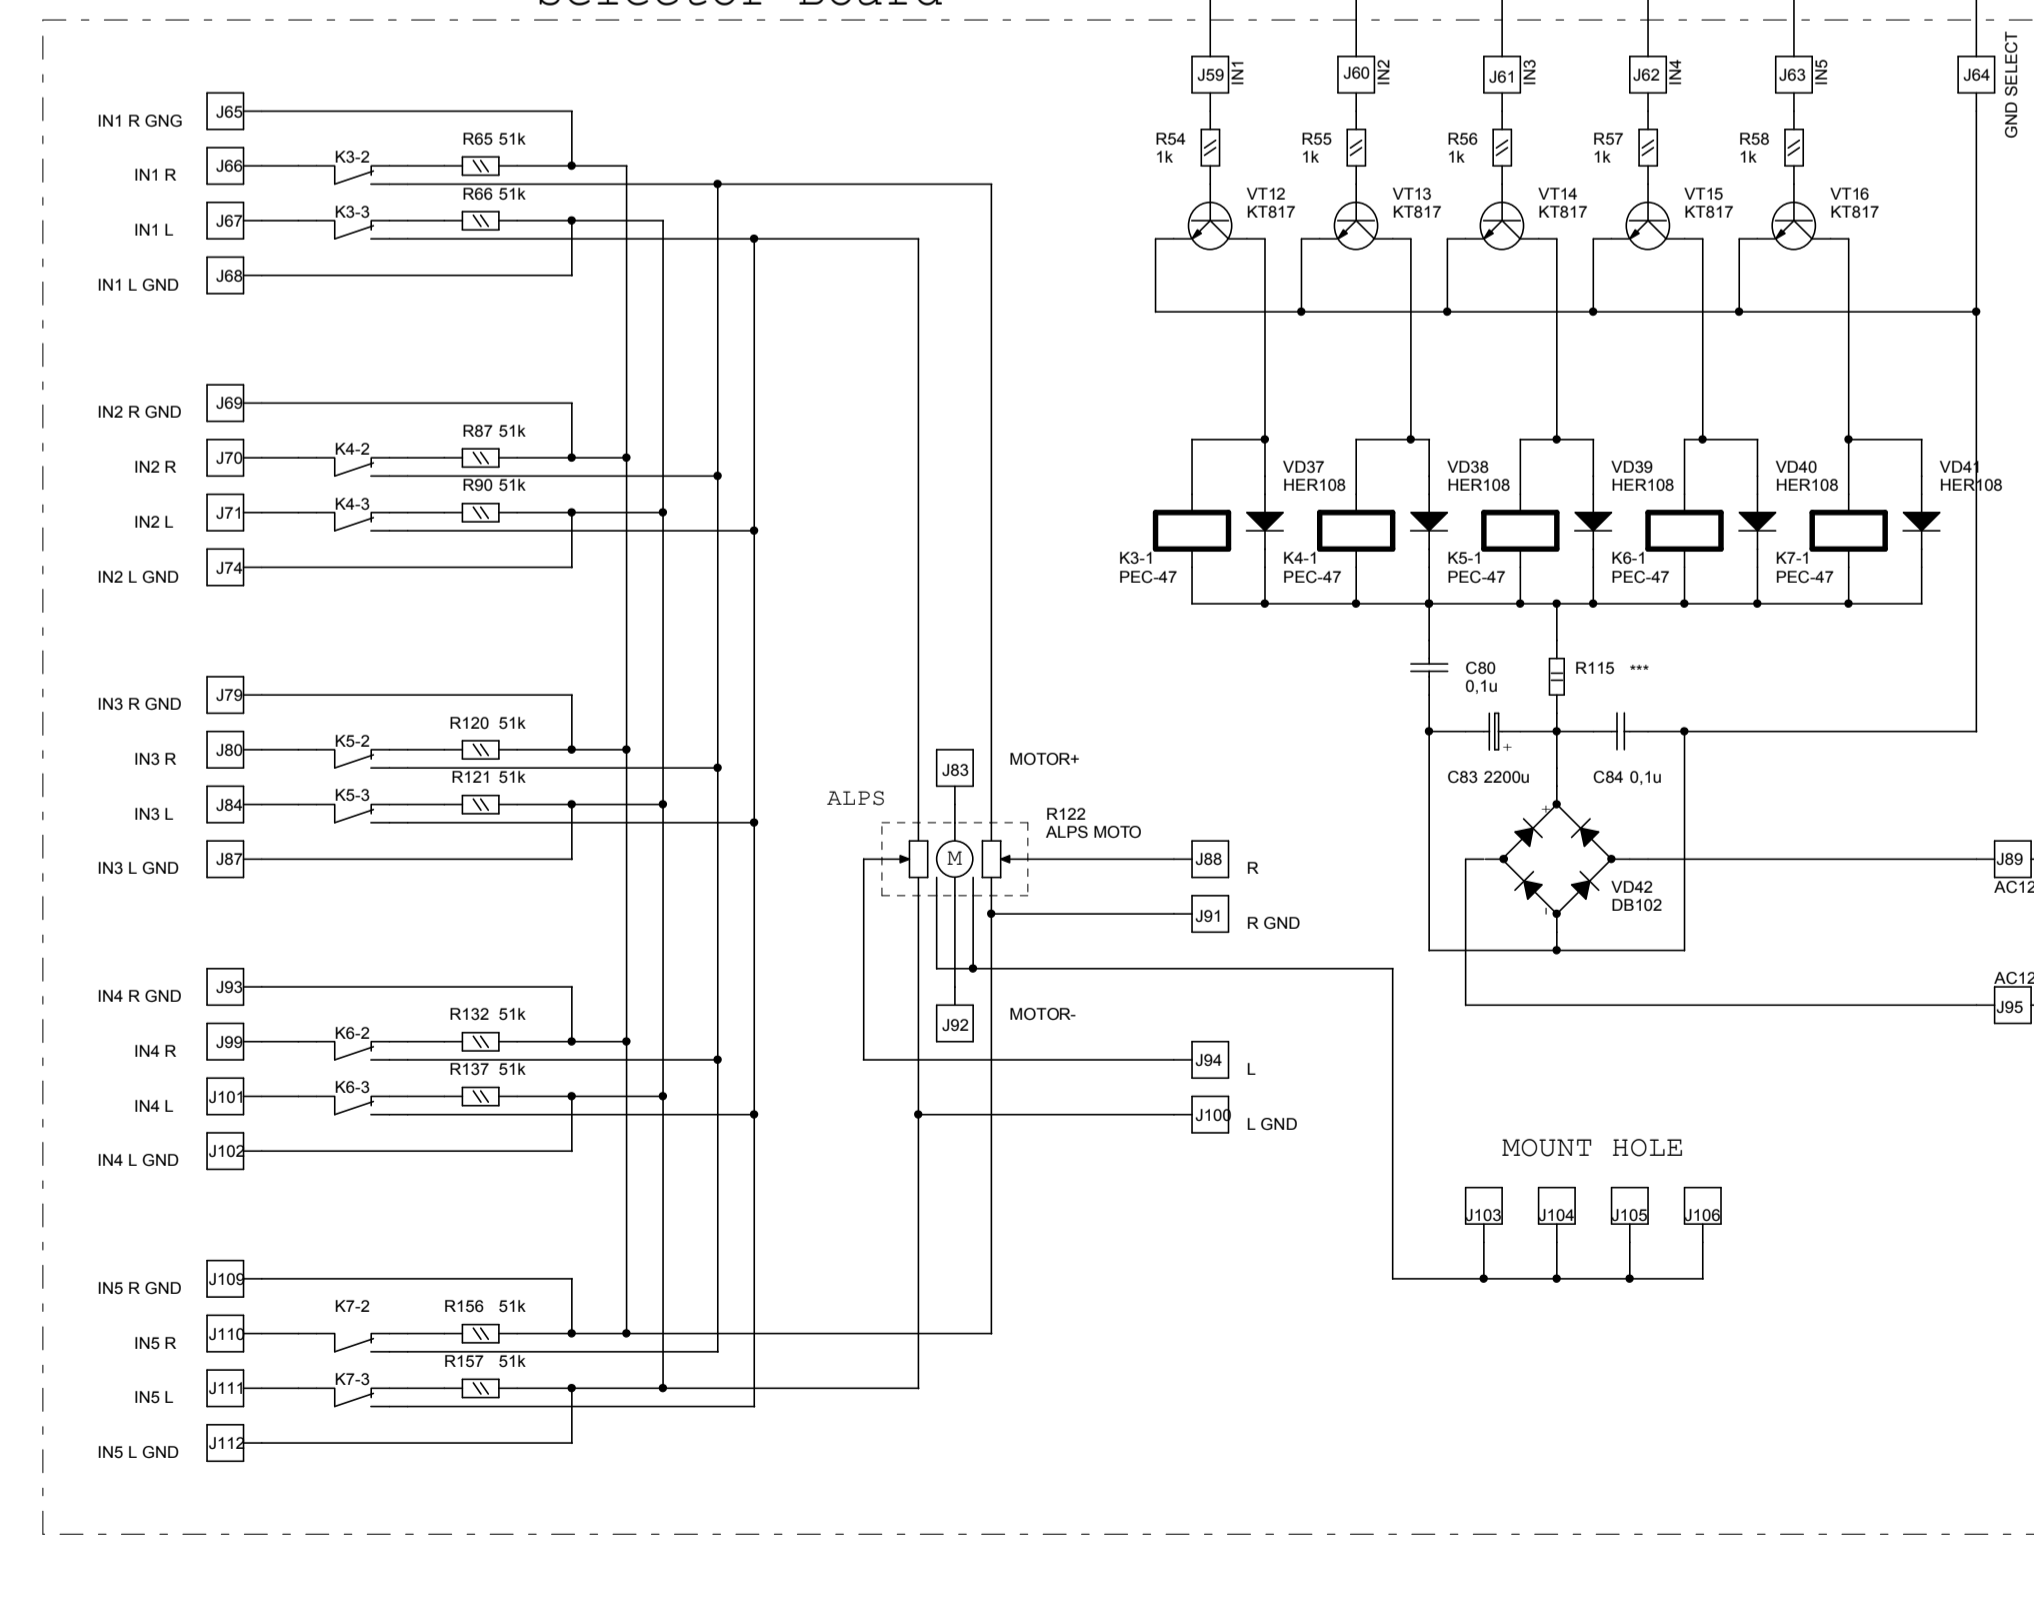 Selector Board
J59
IN1
J60
IN2
J61
IN3
J62
IN4
J63
IN5
J64
GND SELECT
R54
1k
R55
1k
R56
1k
R57
1k
R58
1k
VT12
KT817
VT13
KT817
VT14
KT817
VT15
KT817
VT16
KT817
IN1 R GNG
J65
IN1 R
J66
K3-2
R65 51k
IN1 L
J67
K3-3
R66 51k
IN1 L GND
J68
IN2 R GND
J69
IN2 R
J70
K4-2
R87 51k
IN2 L
J71
K4-3
R90 51k
IN2 L GND
J74
IN3 R GND
J79
IN3 R
J80
K5-2
R120 51k
IN3 L
J84
K5-3
R121 51k
IN3 L GND
J87
IN4 R GND
J93
IN4 R
J99
K6-2
R132 51k
IN4 L
J101
K6-3
R137 51k
IN4 L GND
J102
IN5 R GND
J109
IN5 R
J110
K7-2
R156 51k
IN5 L
J111
K7-3
R157 51k
IN5 L GND
J112
ALPS
J83
MOTOR+
M
R122
ALPS MOTO
J88
R
J91
R GND
J92
MOTOR-
J94
L
J100
L GND
VD37
HER108
VD38
HER108
VD39
HER108
VD40
HER108
VD41
HER108
K3-1
PEC-47
K4-1
PEC-47
K5-1
PEC-47
K6-1
PEC-47
K7-1
PEC-47
C80
0,1u
R115 ***
+
C83 2200u
C84 0,1u
+
-
VD42
DB102
J89
AC12
AC12
J95
MOUNT HOLE
J103
J104
J105
J106